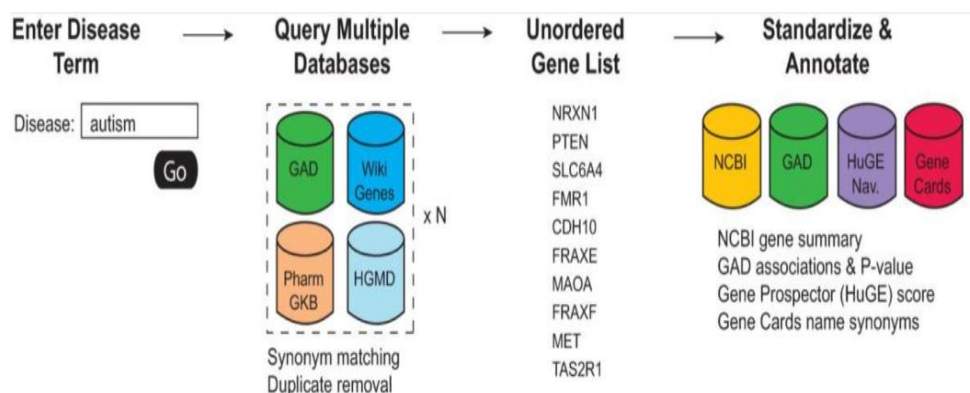 Enter Disease
Term
Disease: autism
Go
Query Multiple
Databases
GAD
Wiki
Genes
Pharm
GKB
HGMD
x N
Synonym matching
Duplicate removal
Unordered
Gene List
NRXN1
PTEN
SLC6A4
FMR1
CDH10
FRAXE
MAOA
FRAXF
MET
TAS2R1
Standardize &
Annotate
NCBI
GAD
HuGE
Nav.
Gene
Cards
NCBI gene summary
GAD associations & P-value
Gene Prospector (HuGE) score
Gene Cards name synonyms